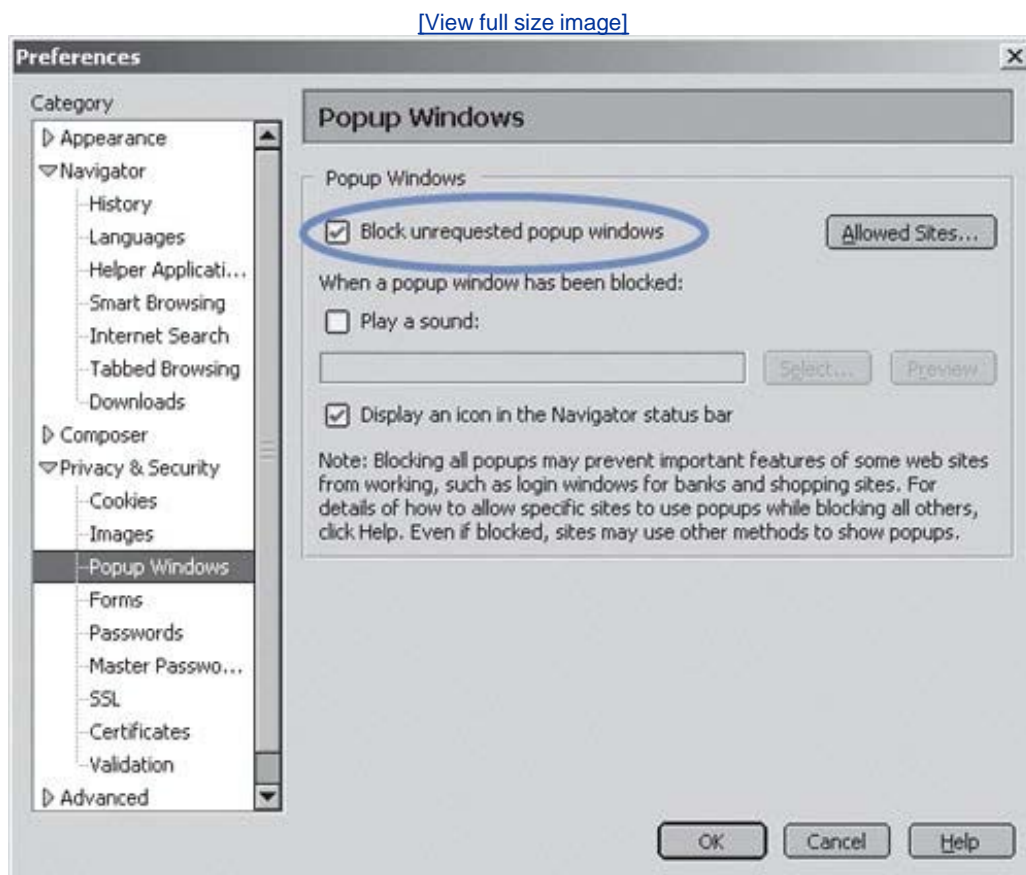 [View full size image]
Preferences
Category
Appearance
Navigator
History
Languages
Helper Applicati...
Smart Browsing
Internet Search
Tabbed Browsing
Downloads
Composer
Privacy & Security
Cookies
Images
Popup Windows
Forms
Passwords
Master Passwo...
SSL
Certificates
Validation
Advanced
Popup Windows
Popup Windows
Block unrequested popup windows
Allowed Sites...
When a popup window has been blocked:
Play a sound:
Select...
Preview
Display an icon in the Navigator status bar
Note: Blocking all popups may prevent important features of some web sites
from working, such as login windows for banks and shopping sites. For
details of how to allow specific sites to use popups while blocking all others,
click Help. Even if blocked, sites may use other methods to show popups.
OK
Cancel
Help